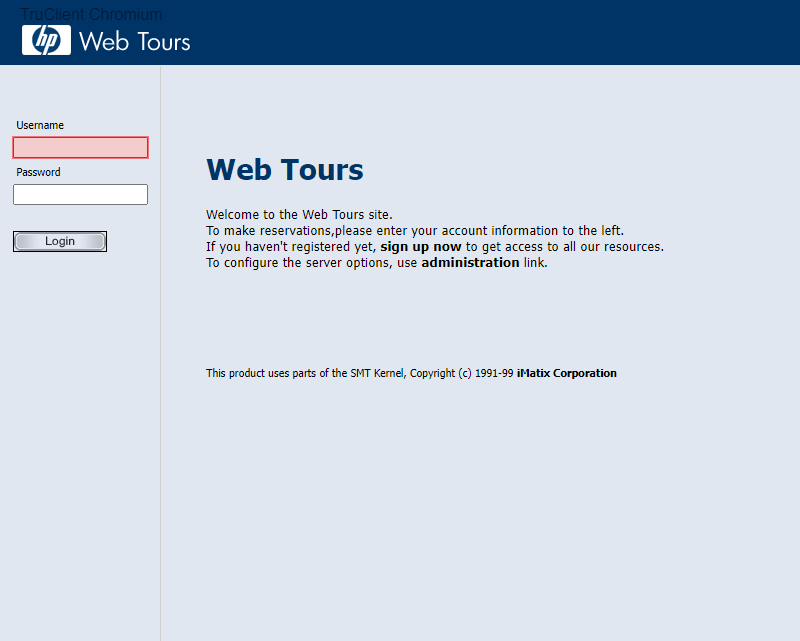 TruClient Chromium
hp Web Tours
Username
Password
Login
Web Tours
Welcome to the Web Tours site.
To make reservations,please enter your account information to the left.
If you haven't registered yet, sign up now to get access to all our resources.
To configure the server options, use administration link.
This product uses parts of the SMT Kernel, Copyright (c) 1991-99 iMatix Corporation